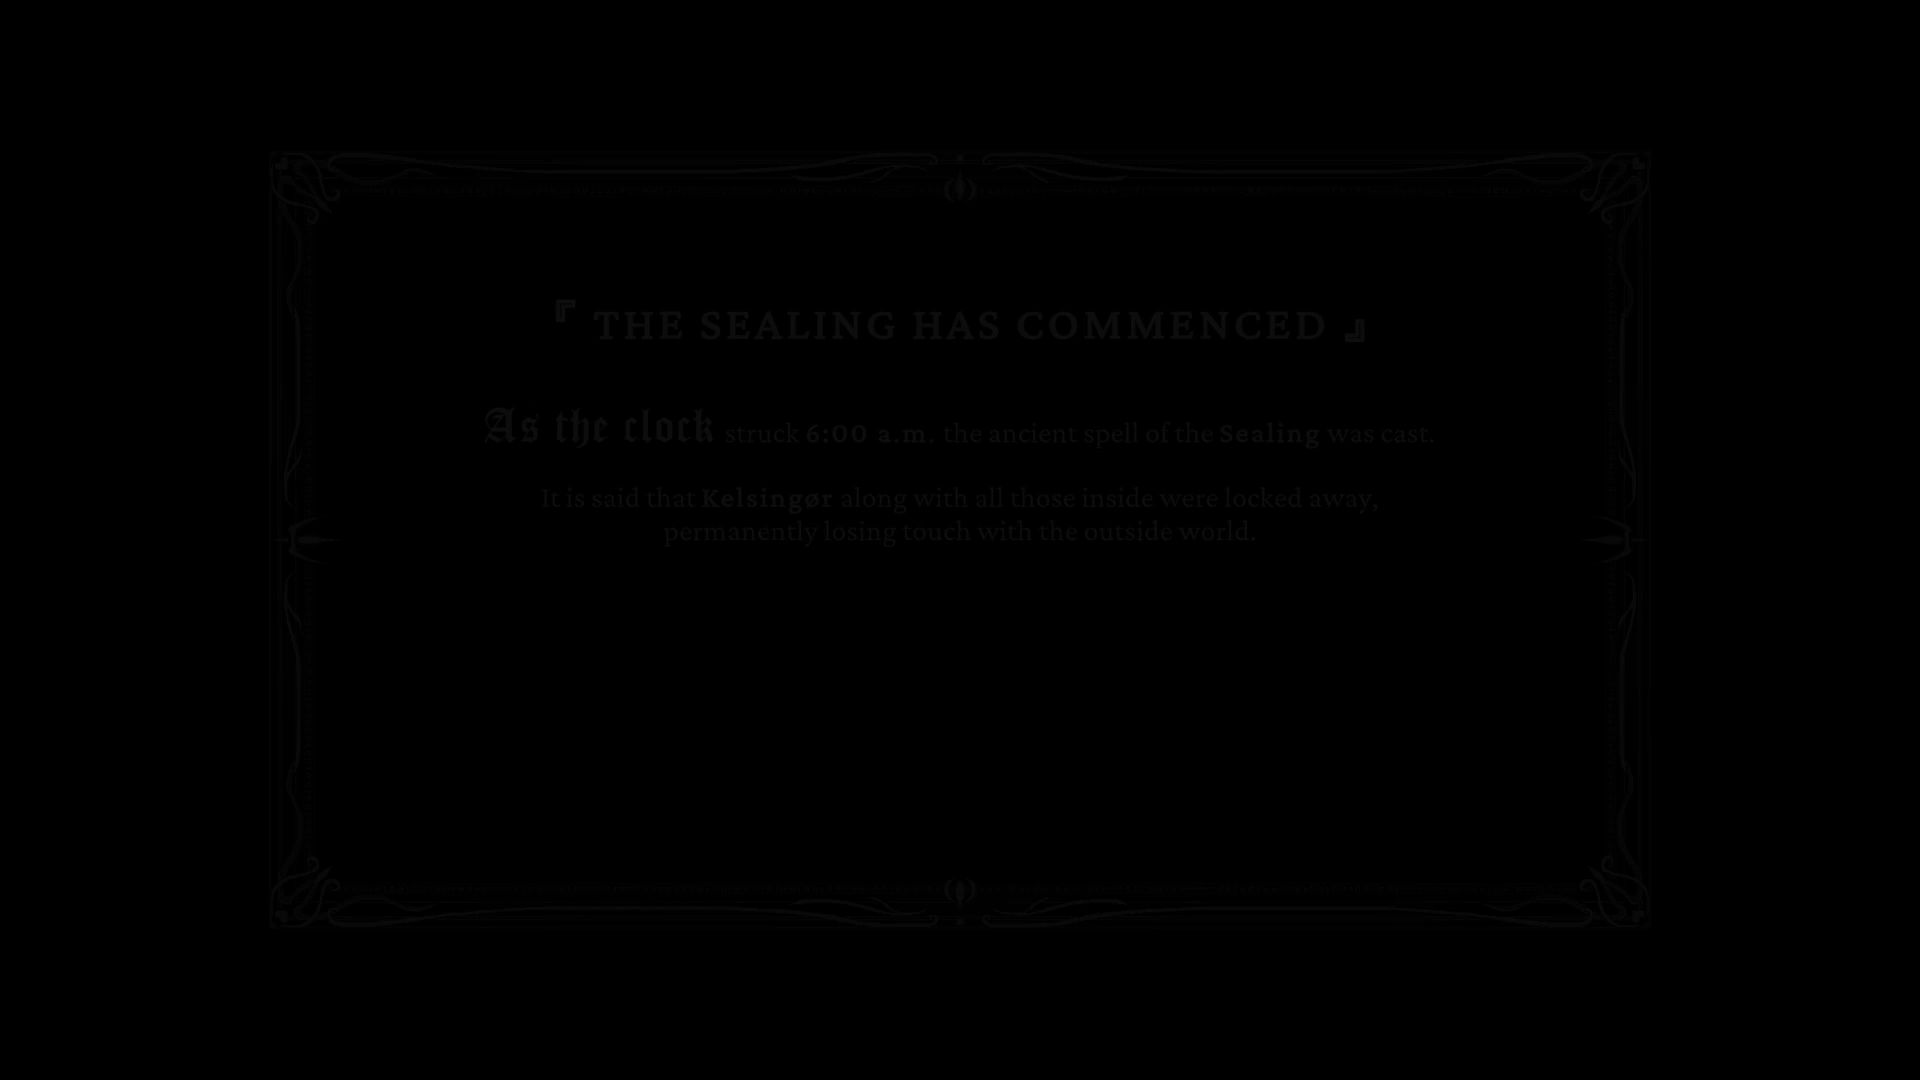 『 THE SEALING HAS COMMENCED 』
As the clock struck 6:00 a.m. the ancient spell of the Sealing was cast.
It is said that Kelsingør along with all those inside were locked away,
permanently losing touch with the outside world.